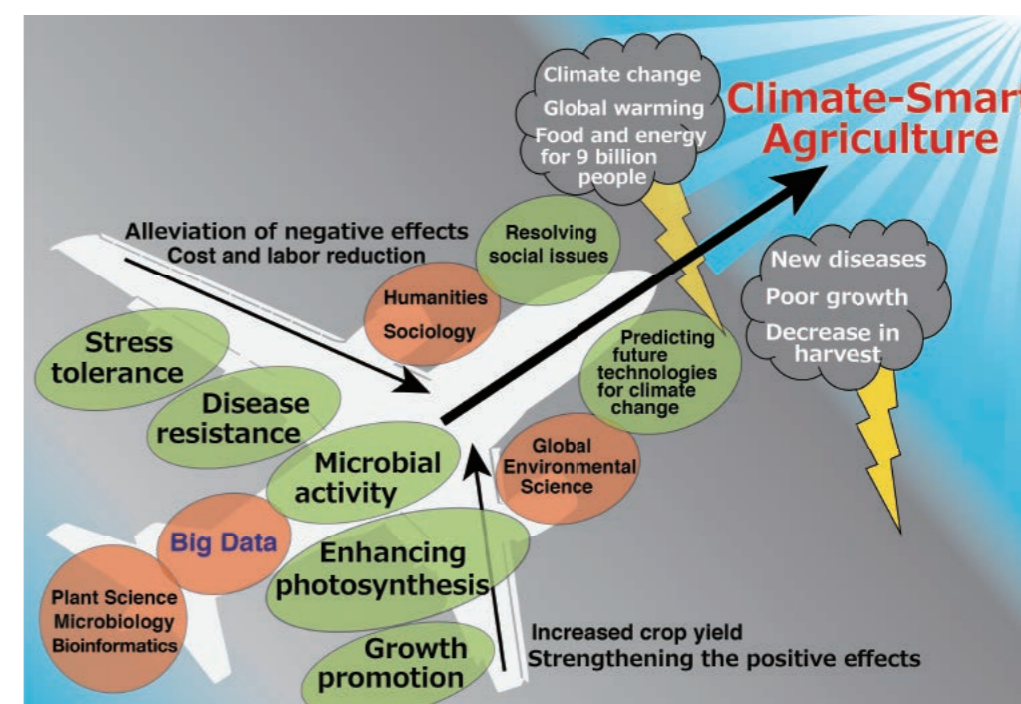 Climate change
Global warming
Food and energy
for 9 billion
people
Climate-Smart
Agriculture
Alleviation of negative effects
Cost and labor reduction
Resolving
social issues
New diseases
Poor growth
Decrease in
harvest
Humanities
Sociology
Stress
tolerance
Predicting
future
technologies
for climate
change
Disease
resistance
Global
Environmental
Science
Microbial
activity
Big Data
Enhancing
photosynthesis
Plant Science
Microbiology
Bioinformatics
Increased crop yield
Strengthening the positive effects
Growth
promotion